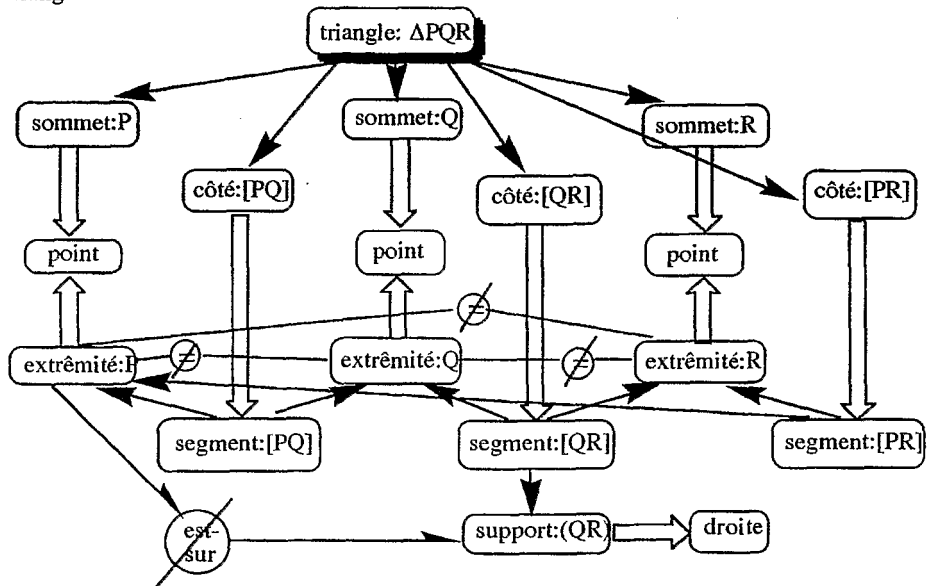 triangle: ΔPQR
sommet:P
sommet:Q
sommet:R
côté:[PQ]
côté:[QR]
côté:[PR]
point
point
point
≠
≠
≠
extrêmité:P
extrêmité:Q
extrêmité:R
segment:[PQ]
segment:[QR]
segment:[PR]
est-
sur
support:(QR)
droite